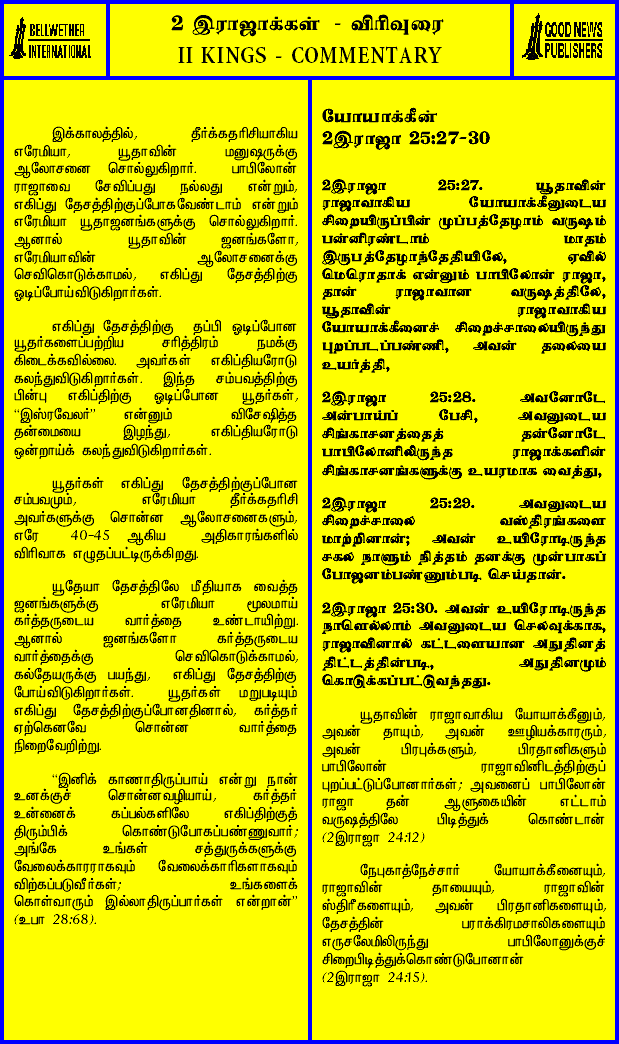 BELLWETHER
INTERNATIONAL
2 இராஜாக்கள் - விரிவுரை
II KINGS - COMMENTARY
GOOD NEWS
PUBLISHERS
இக்காலத்தில், தீர்க்கதரிசியாகிய
எரேமியா, யூதாவின் மனுஷருக்கு
ஆலோசனை சொல்லுகிறார். பாபிலோன்
ராஜாவை சேவிப்பது நல்லது என்றும்,
எகிப்து தேசத்திற்குப்போகவேண்டாம் என்றும்
எரேமியா யூதாஜனங்களுக்கு சொல்லுகிறார்.
ஆனால் யூதாவின் ஜனங்களோ,
எரேமியாவின் ஆலோசனைக்கு
செவிகொடுக்காமல், எகிப்து தேசத்திற்கு
ஓடிப்போய்விடுகிறார்கள்.
எகிப்து தேசத்திற்கு தப்பி ஓடிப்போன
யூதர்களைப்பற்றிய சரித்திரம் நமக்கு
கிடைக்கவில்லை. அவர்கள் எகிப்தியரோடு
கலந்துவிடுகிறார்கள். இந்த சம்பவத்திற்கு
பின்பு எகிப்திற்கு ஓடிப்போன யூதர்கள்,
“இஸ்ரவேலர்” என்னும் விசேஷித்த
தன்மையை இழந்து, எகிப்தியரோடு
ஒன்றாய்க் கலந்துவிடுகிறார்கள்.
யூதர்கள் எகிப்து தேசத்திற்குப்போன
சம்பவமும், எரேமியா தீர்க்கதரிசி
அவர்களுக்கு சொன்ன ஆலோசனைகளும்,
எரே 40-45 ஆகிய அதிகாரங்களில்
விரிவாக எழுதப்பட்டிருக்கிறது.
யூதேயா தேசத்திலே மீதியாக வைத்த
ஜனங்களுக்கு எரேமியா மூலமாய்
கர்த்தருடைய வார்த்தை உண்டாயிற்று.
ஆனால் ஜனங்களோ கர்த்தருடைய
வார்த்தைக்கு செவிகொடுக்காமல்,
கல்தேயருக்கு பயந்து, எகிப்து தேசத்திற்கு
போய்விடுகிறார்கள். யூதர்கள் மறுபடியும்
எகிப்து தேசத்திற்குப்போனதினால், கர்த்தர்
ஏற்கெனவே சொன்ன வார்த்தை
நிறைவேறிற்று.
“இனிக் காணாதிருப்பாய் என்று நான்
உனக்குச் சொன்னவழியாய், கர்த்தர்
உன்னைக் கப்பல்களிலே எகிப்திற்குத்
திரும்பிக் கொண்டுபோகப்பண்ணுவார்;
அங்கே உங்கள் சத்துருக்களுக்கு
வேலைக்காரராகவும் வேலைக்காரிகளாகவும்
விற்கப்படுவீர்கள்; உங்களைக்
கொள்வாரும் இல்லாதிருப்பார்கள் என்றான்”
(உபா 28:68).
யோயாக்கீன்
2இராஜா 25:27-30
2இராஜா 25:27. யூதாவின்
ராஜாவாகிய யோயாக்கீனுடைய
சிறையிருப்பின் முப்பத்தேழாம் வருஷம்
பன்னிரண்டாம் மாதம்
இருபத்தேழாந்தேதியிலே, ஏவில்
மெரொதாக் என்னும் பாபிலோன் ராஜா,
தான் ராஜாவான வருஷத்திலே,
யூதாவின் ராஜாவாகிய
யோயாக்கீனைச் சிறைச்சாலையிருந்து
புறப்படப்பண்ணி, அவன் தலையை
உயர்த்தி,
2இராஜா 25:28. அவனோடே
அன்பாய்ப் பேசி, அவனுடைய
சிங்காசனத்தைத் தன்னோடே
பாபிலோனிலிருந்த ராஜாக்களின்
சிங்காசனங்களுக்கு உயரமாக வைத்து,
2இராஜா 25:29. அவனுடைய
சிறைச்சாலை வஸ்திரங்களை
மாற்றினான்; அவன் உயிரோடிருந்த
சகல நாளும் நித்தம் தனக்கு முன்பாகப்
போஜனம்பண்ணும்படி செய்தான்.
2இராஜா 25:30. அவன் உயிரோடிருந்த
நாளெல்லாம் அவனுடைய செலவுக்காக,
ராஜாவினால் கட்டளையான அநுதினத்
திட்டத்தின்படி, அநுதினமும்
கொடுக்கப்பட்டுவந்தது.
யூதாவின் ராஜாவாகிய யோயாக்கீனும்,
அவன் தாயும், அவன் ஊழியக்காரரும்,
அவன் பிரபுக்களும், பிரதானிகளும்
பாபிலோன் ராஜாவினிடத்திற்குப்
புறப்பட்டுப்போனார்கள்; அவனைப் பாபிலோன்
ராஜா தன் ஆளுகையின் எட்டாம்
வருஷத்திலே பிடித்துக் கொண்டான்
(2இராஜா 24:12)
நேபுகாத்நேச்சார் யோயாக்கீனையும்,
ராஜாவின் தாயையும், ராஜாவின்
ஸ்திரீகளையும், அவன் பிரதானிகளையும்,
தேசத்தின் பராக்கிரமசாலிகளையும்
எருசலேமிலிருந்து பாபிலோனுக்குச்
சிறைபிடித்துக்கொண்டுபோனான்
(2இராஜா 24:15).